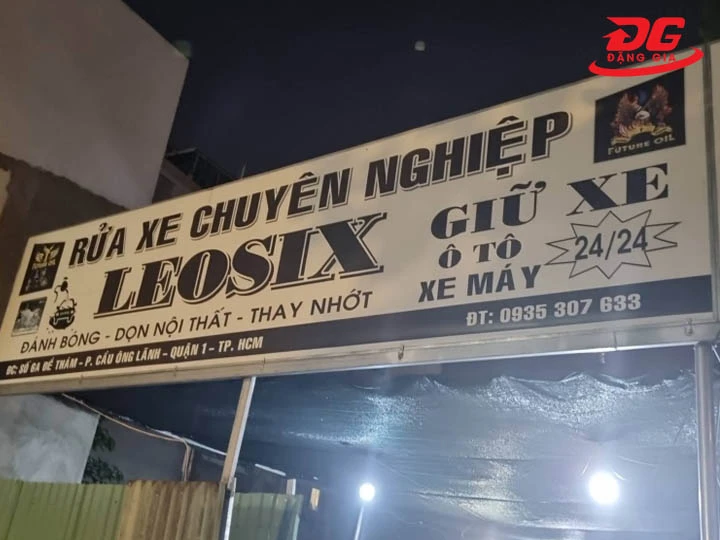 ĐG
ĐẶNG GIA
FUTURE OIL
RỬA XE CHUYÊN NGHIỆP
LEOSIX
ĐÁNH BÓNG - DỌN NỘI THẤT - THAY NHỚT
GIỮ XE
Ô TÔ
XE MÁY
24/24
ĐC: SỐ 6A ĐỀ THÁM - P. CẦU ÔNG LÃNH - QUẬN 1 - TP. HCM
ĐT: 0935 307 633